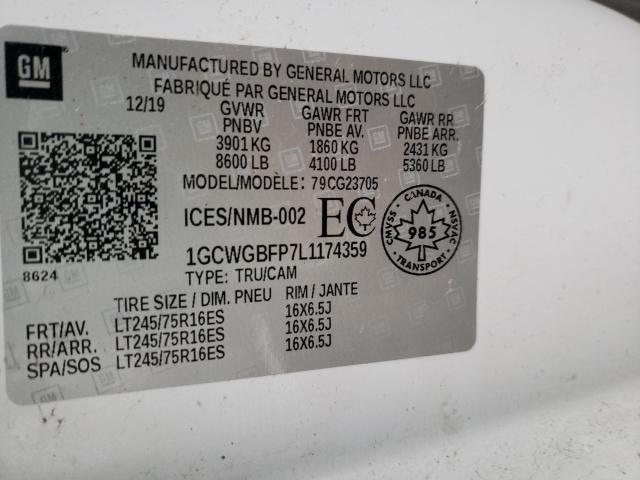 GM
MANUFACTURED BY GENERAL MOTORS LLC
FABRIQUÉ PAR GENERAL MOTORS LLC
12/19 GVWR GAWR FRT GAWR RR
PNBV PNBE AV. PNBE ARR.
3901 KG 1860 KG 2431 KG
8600 LB 4100 LB 5360 LB
MODEL/MODÈLE: 79CG23705
ICES/NMB-002 EC
CANADA
CMVSS 985 NSVAC
TRANSPORT
1GCWGBFP7L1174359
8624
TYPE: TRU/CAM
TIRE SIZE / DIM. PNEU RIM / JANTE
FRT/AV. LT245/75R16ES 16X6.5J
RR/ARR. LT245/75R16ES 16X6.5J
SPA/SOS LT245/75R16ES 16X6.5J